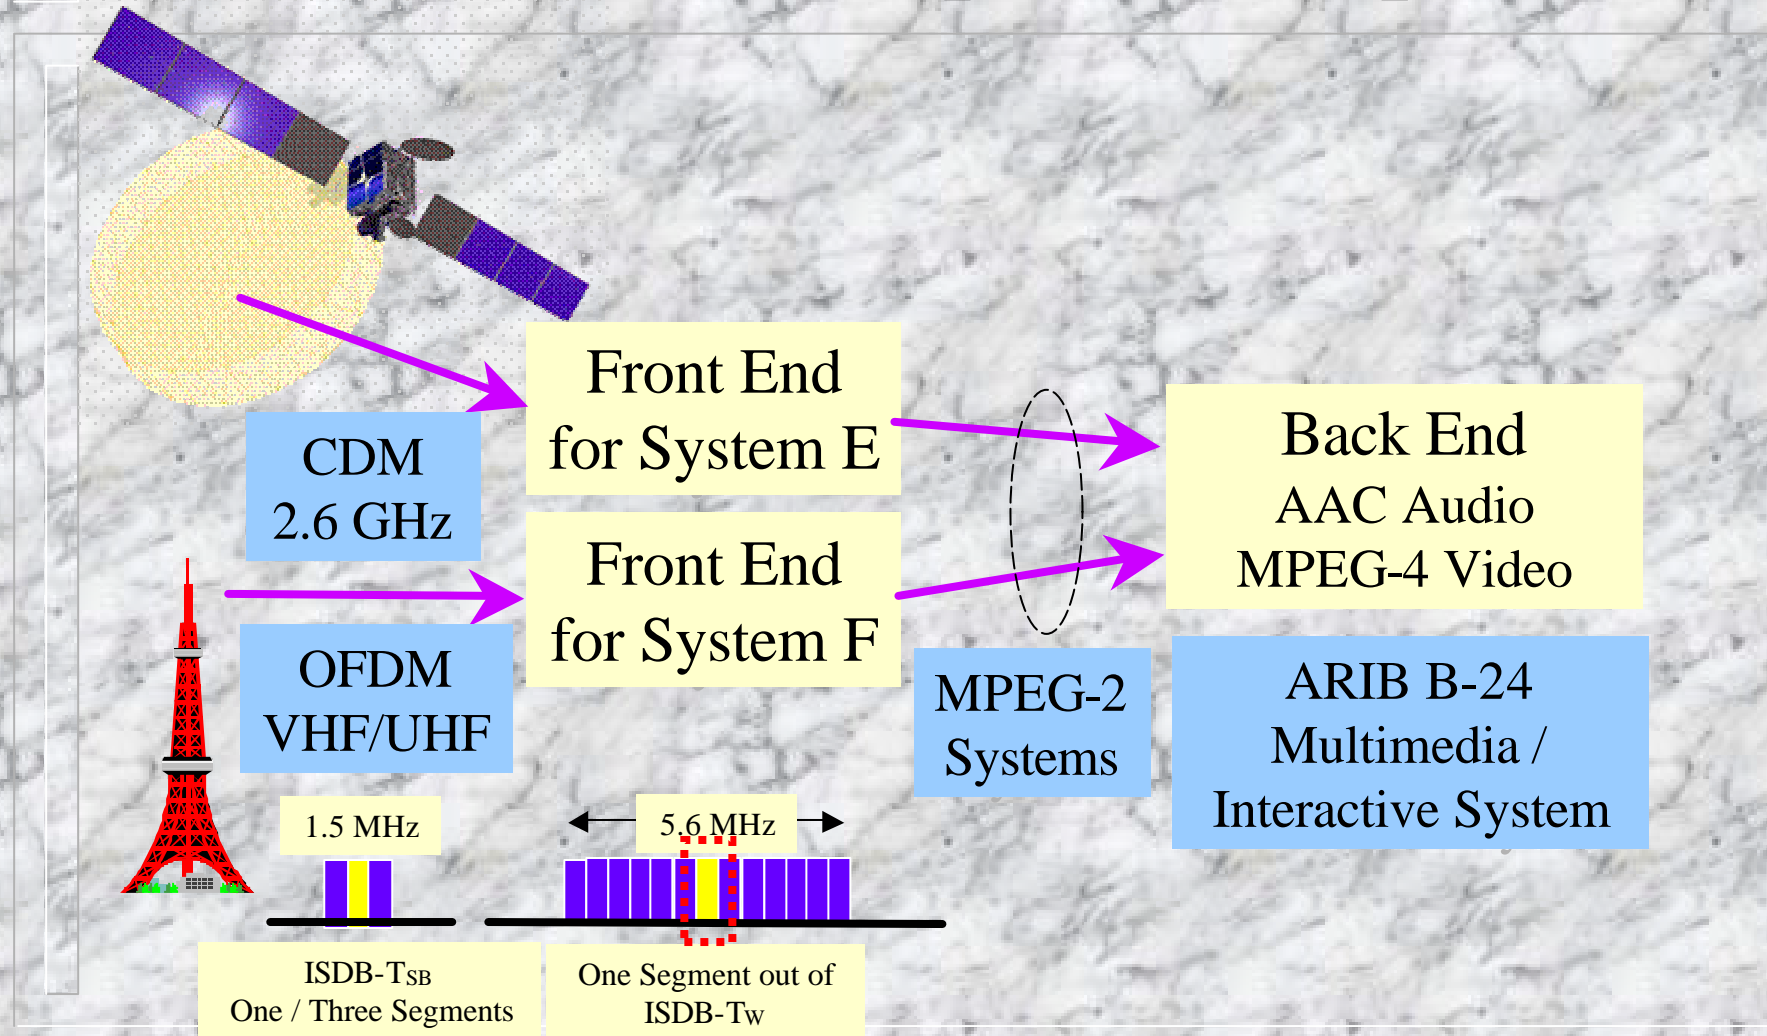 Front End
for System E
CDM
2.6 GHz
Front End
for System F
OFDM
VHF/UHF
Back End
AAC Audio
MPEG-4 Video
MPEG-2
Systems
ARIB B-24
Multimedia /
Interactive System
1.5 MHz
5.6 MHz
ISDB-TSB
One / Three Segments
One Segment out of
ISDB-TW